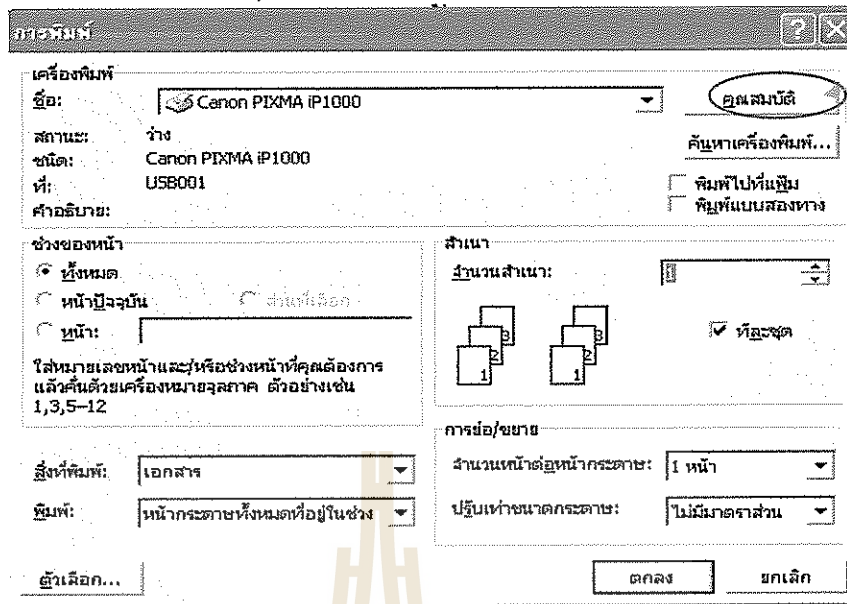 การพิมพ์
เครื่องพิมพ์
ชื่อ: Canon PIXMA iP1000 คุณสมบัติ
สถานะ: ว่าง
ชนิด: Canon PIXMA iP1000 ค้นหาเครื่องพิมพ์...
ที่: USB001 พิมพ์ไปที่แฟ้ม
คำอธิบาย: พิมพ์แบบสองทาง
ช่วงของหน้า
ทั้งหมด
หน้าปัจจุบัน ส่วนที่เลือก
หน้า:
ใส่หมายเลขหน้าและ/หรือช่วงหน้าที่คุณต้องการ
แล้วคั่นด้วยเครื่องหมายจุลภาค ตัวอย่างเช่น
1,3,5–12
สำเนา
จำนวนสำเนา: 1
3 3
2 2
1 1
ทีละชุด
สิ่งที่พิมพ์: เอกสาร
พิมพ์: หน้ากระดาษทั้งหมดที่อยู่ในช่วง
การย่อ/ขยาย
จำนวนหน้าต่อหน้ากระดาษ: 1 หน้า
ปรับเท่าขนาดกระดาษ: ไม่มีมาตราส่วน
ตัวเลือก... ตกลง ยกเลิก